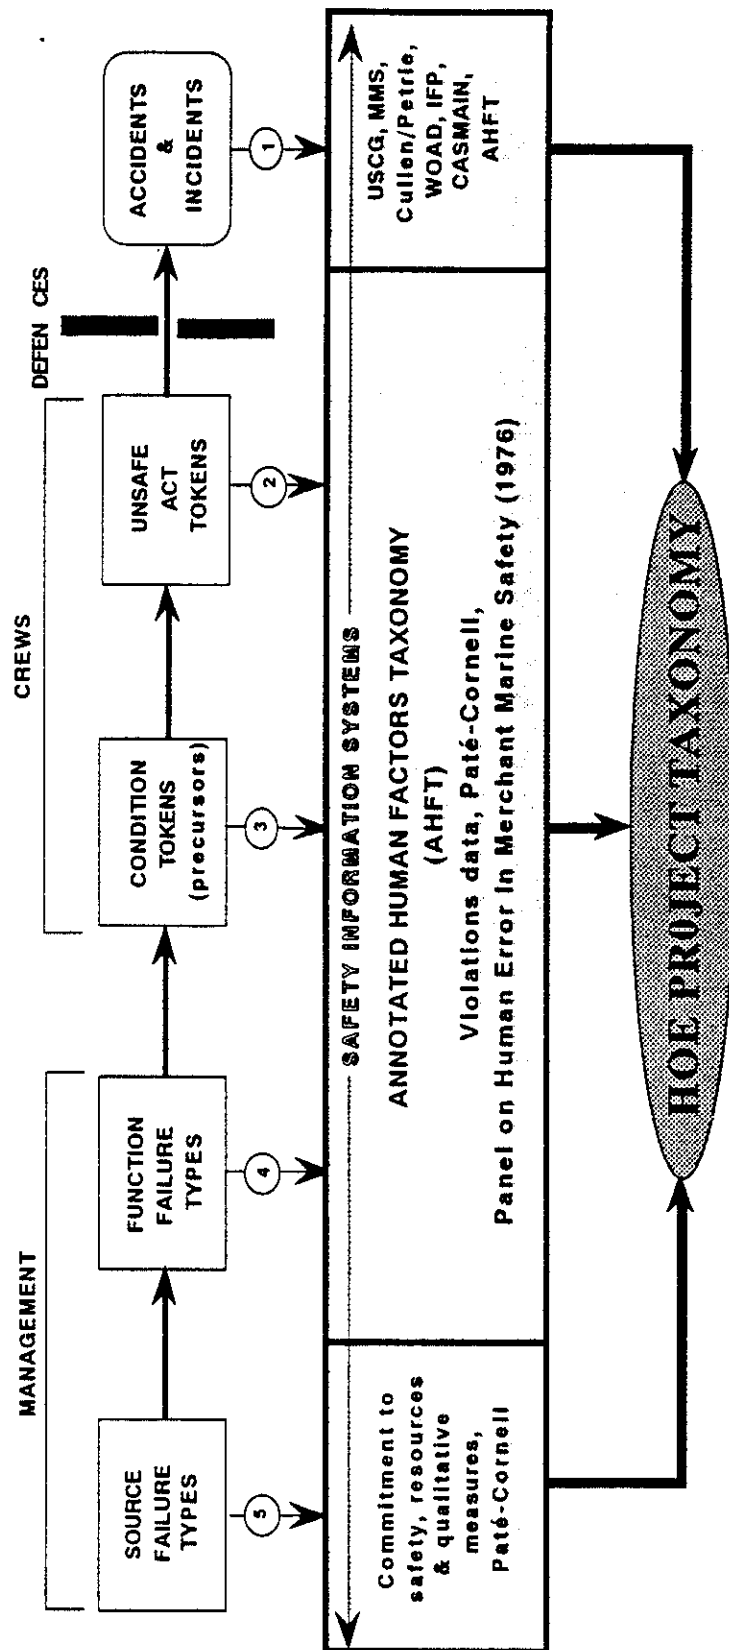 MANAGEMENT
CREWS
DEFEN CES
SOURCE
FAILURE
TYPES
FUNCTION
FAILURE
TYPES
CONDITION
TOKENS
(precursors)
UNSAFE
ACT
TOKENS
ACCIDENTS
&
INCIDENTS
5
4
3
2
1
SAFETY INFORMATION SYSTEMS
Commitment to
safety, resources
& qualitative
measures,
Paté-Cornell
ANNOTATED HUMAN FACTORS TAXONOMY
(AHFT)
Violations data, Paté-Cornell,
Panel on Human Error In Merchant Marine Safety (1976)
USCG, MMS,
Cullen/Petrie,
WOAD, IFP,
CASMAIN,
AHFT
HOE PROJECT TAXONOMY